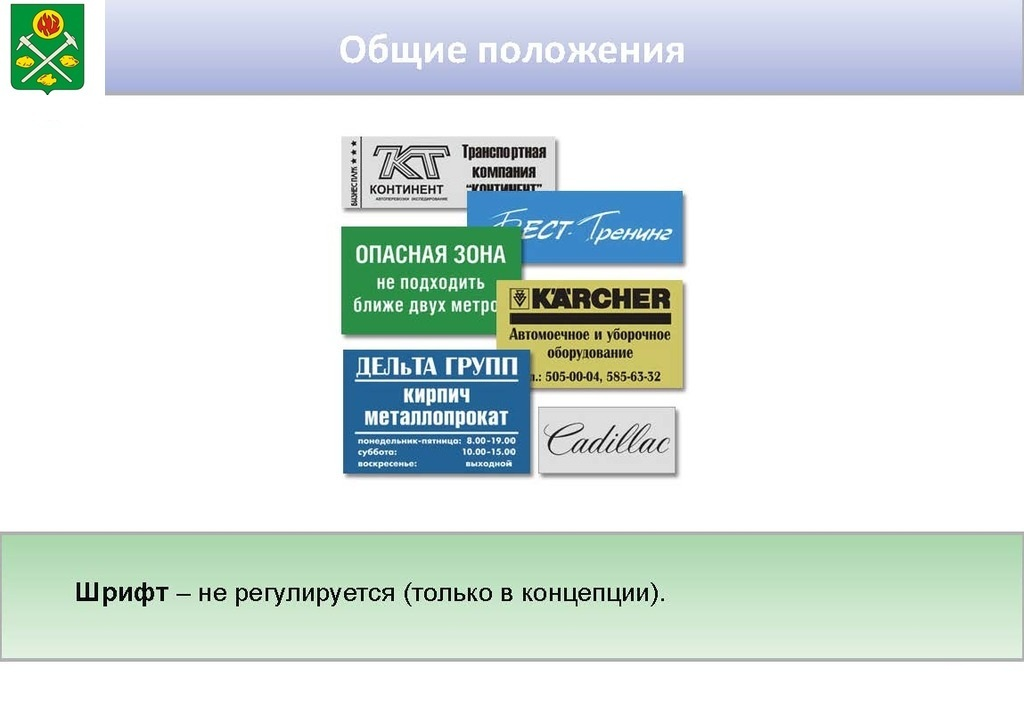 Общие положения
БИЗНЕС ПАРК
КТ
КОНТИНЕНТ
АВТОПЕРЕВОЗКИ ЭКСПЕДИРОВАНИЕ
Транспортная
компания
"КОНТИНЕНТ"
БЕСТ-Тренинг
ОПАСНАЯ ЗОНА
не подходить
ближе двух метро
KÄRCHER
Автомоечное и уборочное
оборудование
л.: 505-00-04, 585-63-32
ДЕЛЬТА ГРУПП
кирпич
металлопрокат
понедельник-пятница: 8.00-19.00
суббота: 10.00-15.00
воскресенье: выходной
Cadillac
Шрифт – не регулируется (только в концепции).